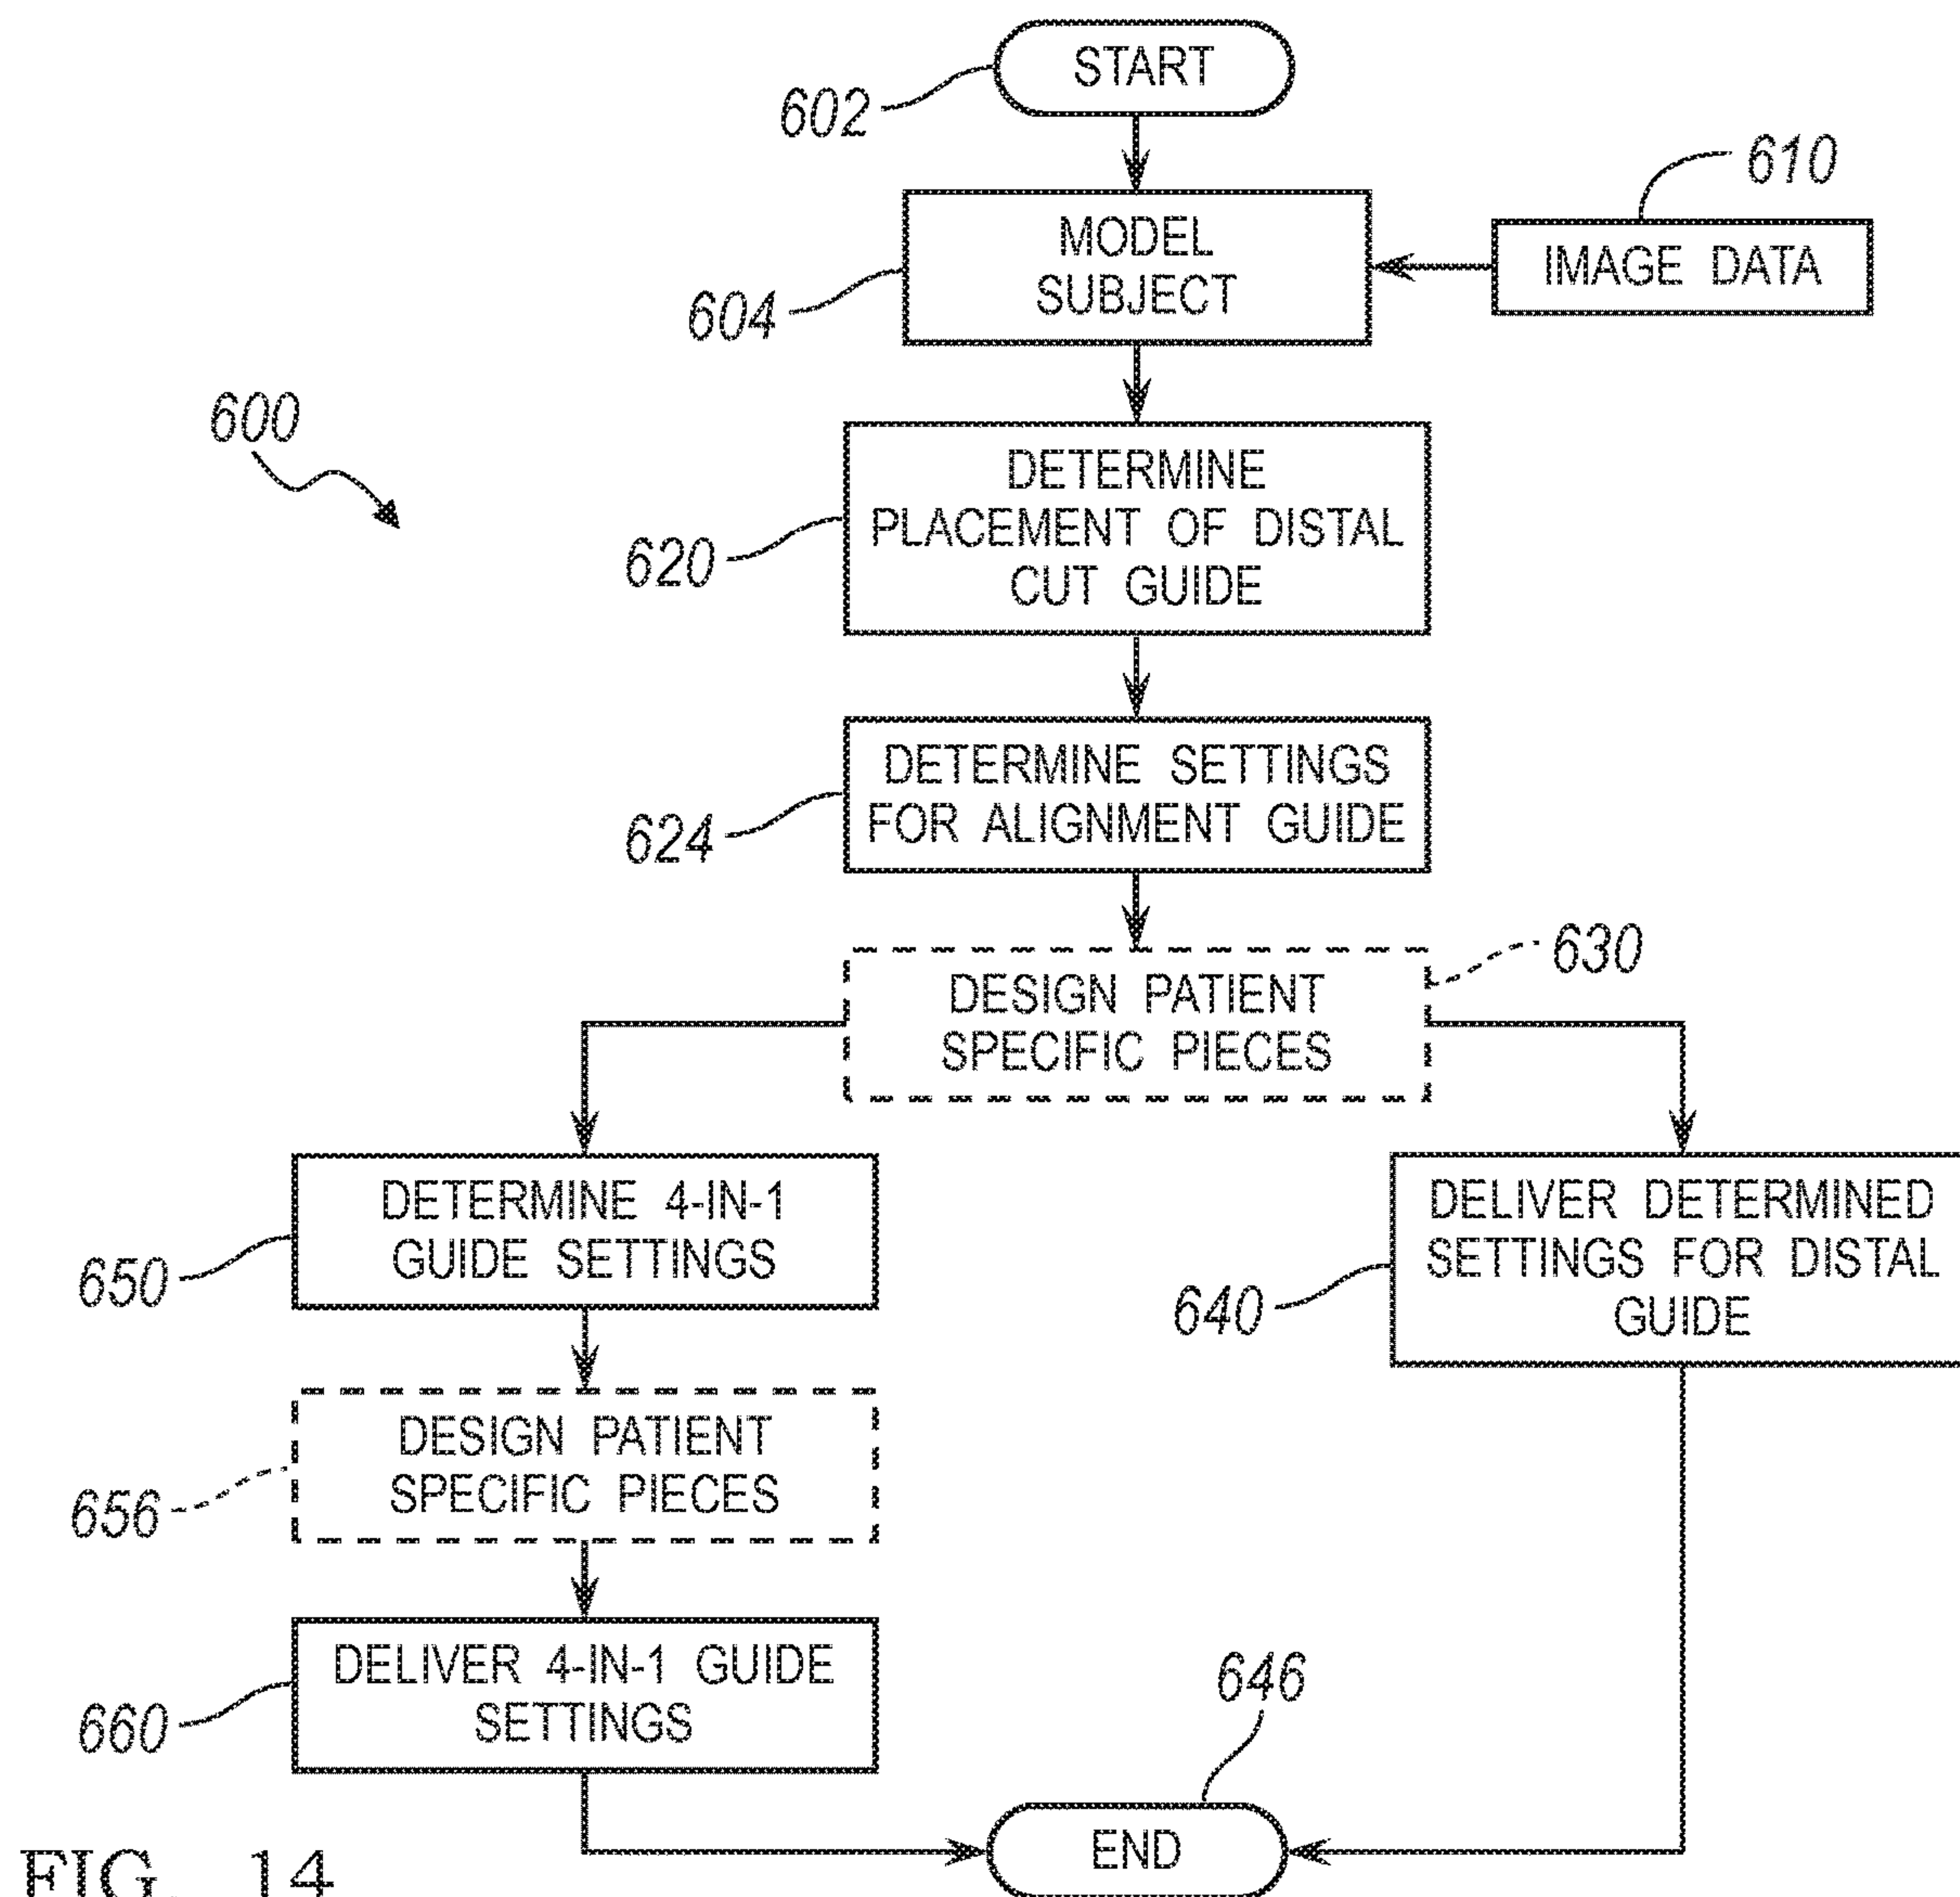 START
602
610
MODEL
SUBJECT
IMAGE DATA
604
600
DETERMINE
PLACEMENT OF DISTAL
CUT GUIDE
620
DETERMINE SETTINGS
FOR ALIGNMENT GUIDE
624
630
DESIGN PATIENT
SPECIFIC PIECES
DETERMINE 4-IN-1
GUIDE SETTINGS
650
DELIVER DETERMINED
SETTINGS FOR DISTAL
GUIDE
640
DESIGN PATIENT
SPECIFIC PIECES
656
DELIVER 4-IN-1 GUIDE
SETTINGS
660
646
END
FIG. 14